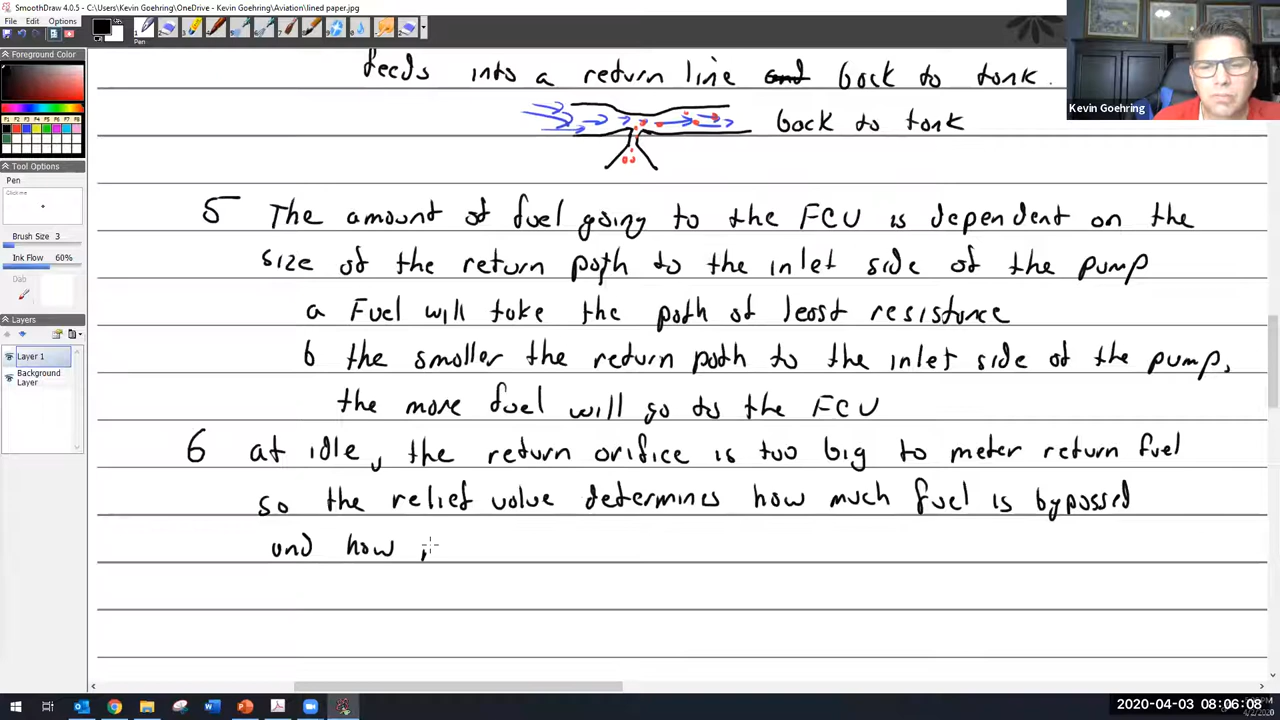 SmoothDraw 4.0.5 - C:\Users\Kevin Goehring\OneDrive - Kevin Goehring\Aviation\lined paper.jpg
File Edit Options
Pen
Foreground Color
Tool Options
Pen
Click me
Brush Size 3
Ink Flow 60%
Dab
Layers
Layer 1
Background Layer
Kevin Goehring
feeds into a return line and back to tank.
back to tank
5 The amount of fuel going to the FCU is dependent on the
size of the return path to the inlet side of the pump
a Fuel will take the path of least resistance
b the smaller the return path to the inlet side of the pump,
the more fuel will go to the FCU
6 at idle, the return orifice is too big to meter return fuel
so the relief valve determines how much fuel is bypassed
and how
2020-04-03 08:06:08